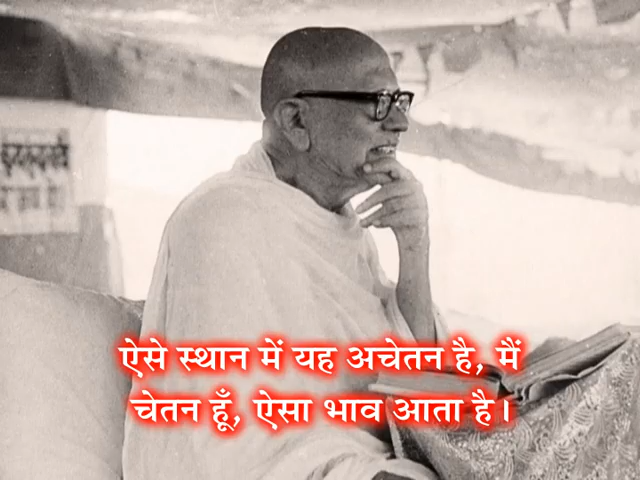 ऐसे स्थान में यह अचेतन है, मैं
चेतन हूँ, ऐसा भाव आता है।